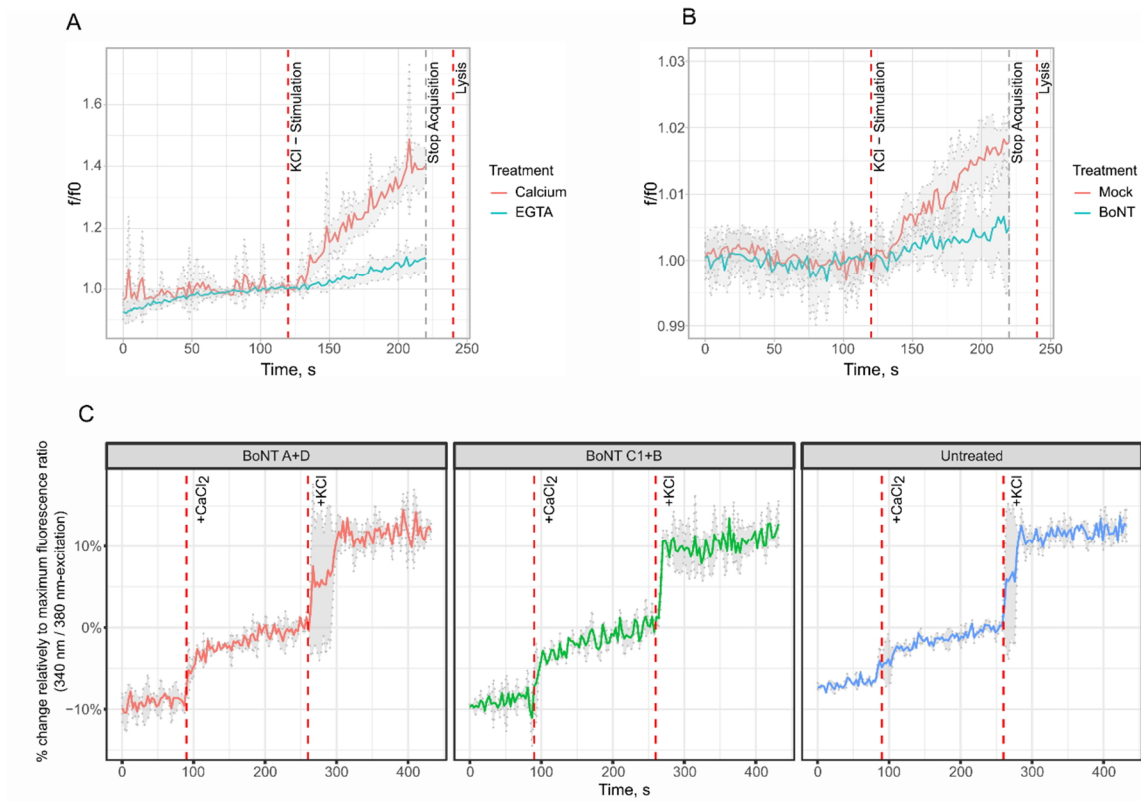 A
f/f0
1.6
1.4
1.2
1.0
KCl – Stimulation
Stop Acquisition
Lysis
0 50 100 150 200 250
Time, s
Treatment
Calcium
EGTA
B
f/f0
1.03
1.02
1.01
1.00
0.99
KCl – Stimulation
Stop Acquisition
Lysis
0 50 100 150 200 250
Time, s
Treatment
Mock
BoNT
C
% change relatively to maximum fluorescence ratio
(340 nm / 380 nm-excitation)
10%
0%
−10%
BoNT A+D
+CaCl2
+KCl
0 100 200 300 400
BoNT C1+B
+CaCl2
+KCl
0 100 200 300 400
Untreated
+CaCl2
+KCl
0 100 200 300 400
Time, s